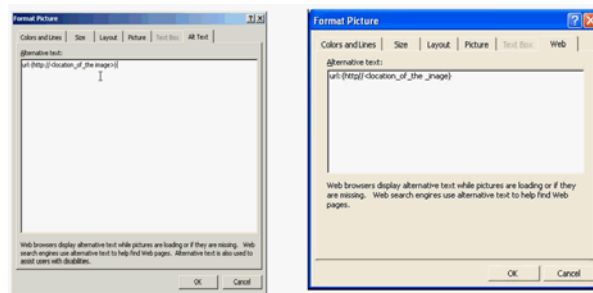 Format Picture
Colors and Lines Size Layout Picture Text Box Alt Text
Alternative text:
url:{http://<location_of_the image>}
Web browsers display alternative text while pictures are loading or if they are missing. Web
search engines use alternative text to help find Web pages. Alternative text is also used to
assist users with disabilities.
OK Cancel
Format Picture
Colors and Lines Size Layout Picture Text Box Web
Alternative text:
url:{http//<location_of_the _image}
Web browsers display alternative text while pictures are loading or if they
are missing. Web search engines use alternative text to help find Web
pages.
OK Cancel